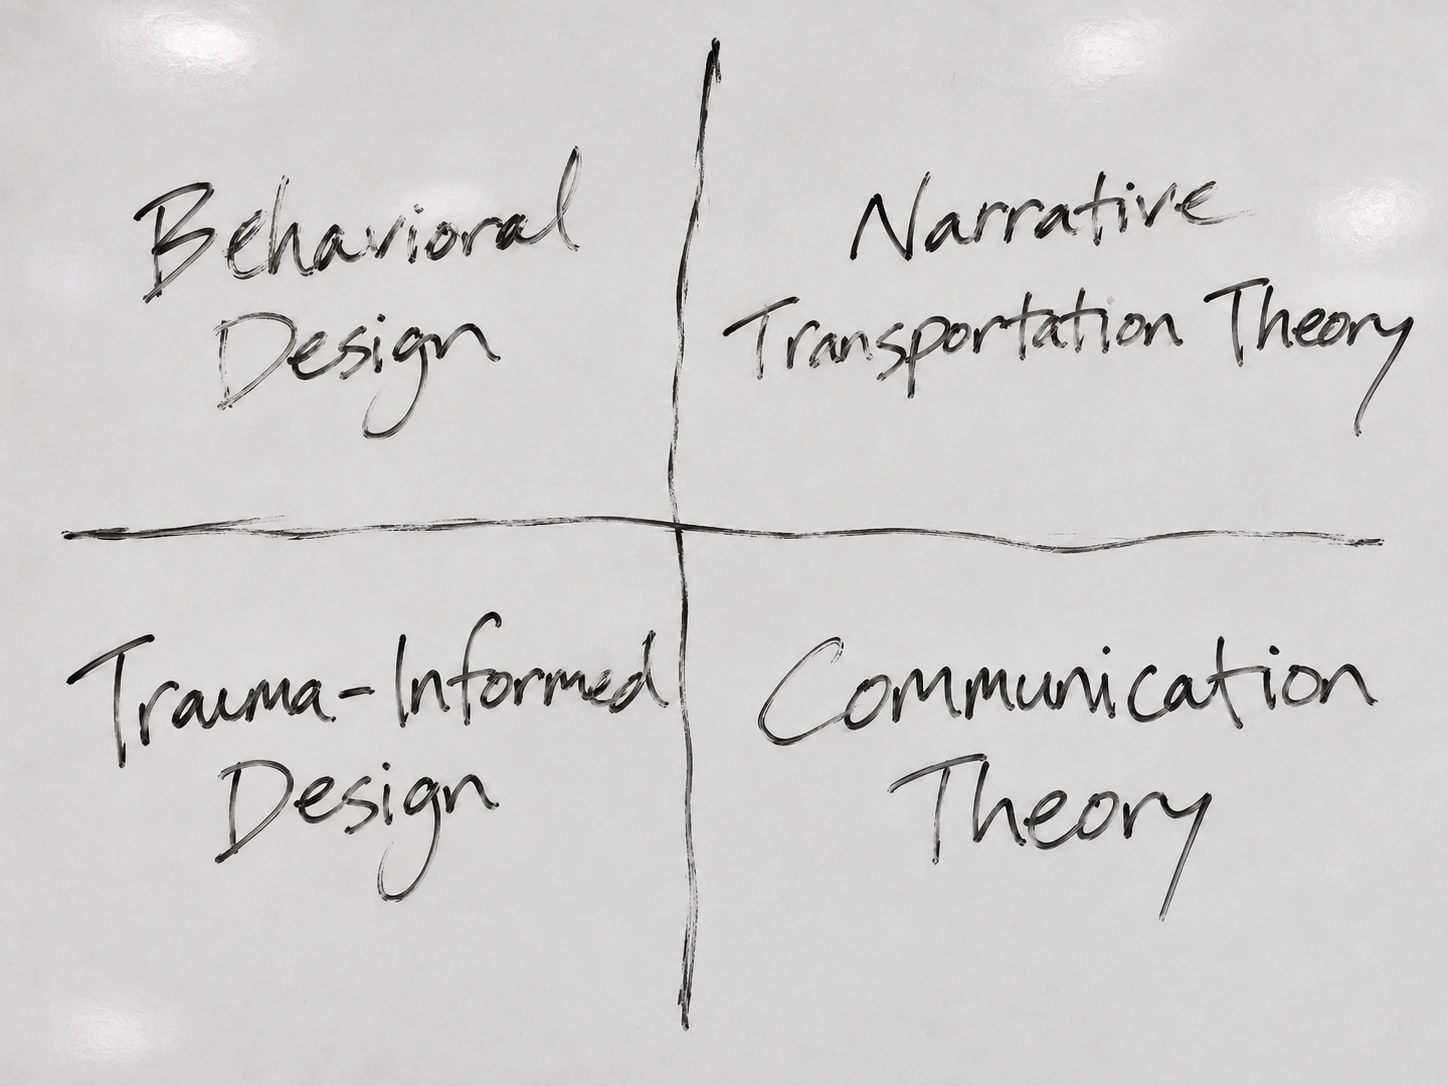 Behavioral
Design
Narrative
Transportation Theory
Trauma-Informed
Design
Communication
Theory